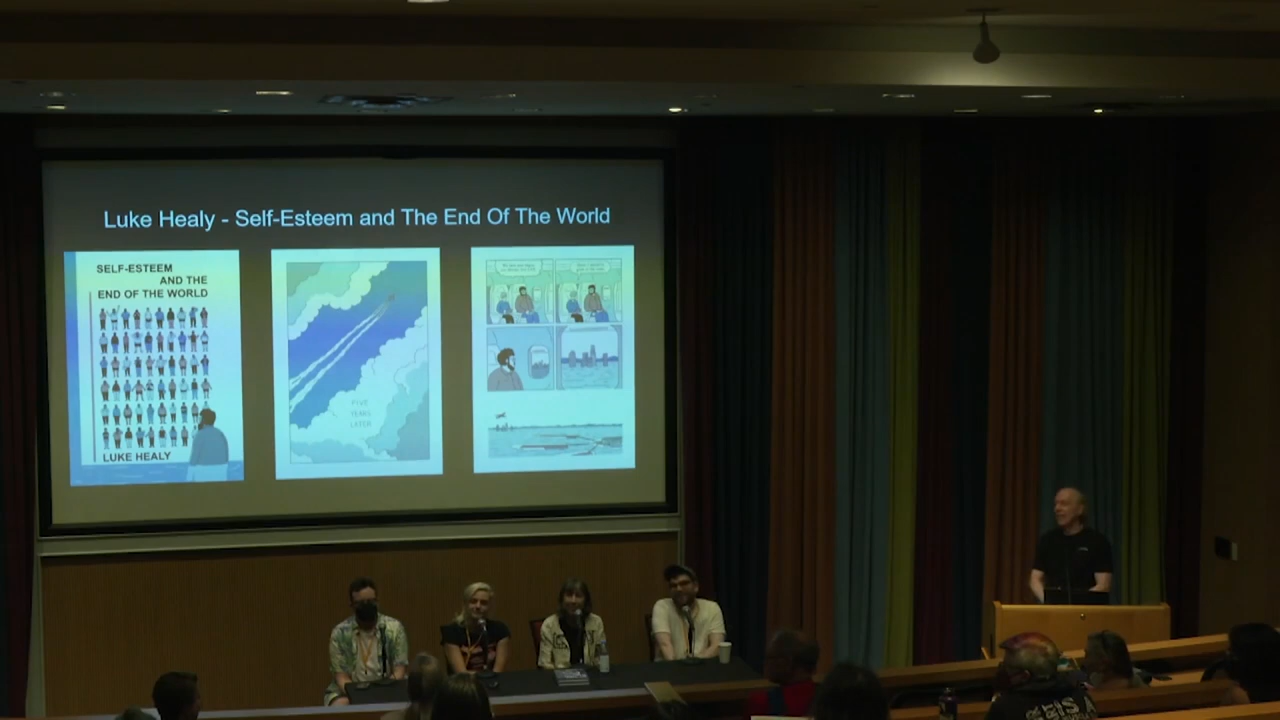 Luke Healy - Self-Esteem and The End Of The World
SELF-ESTEEM
AND THE
END OF THE WORLD
LUKE HEALY
FIVE
YEARS
LATER